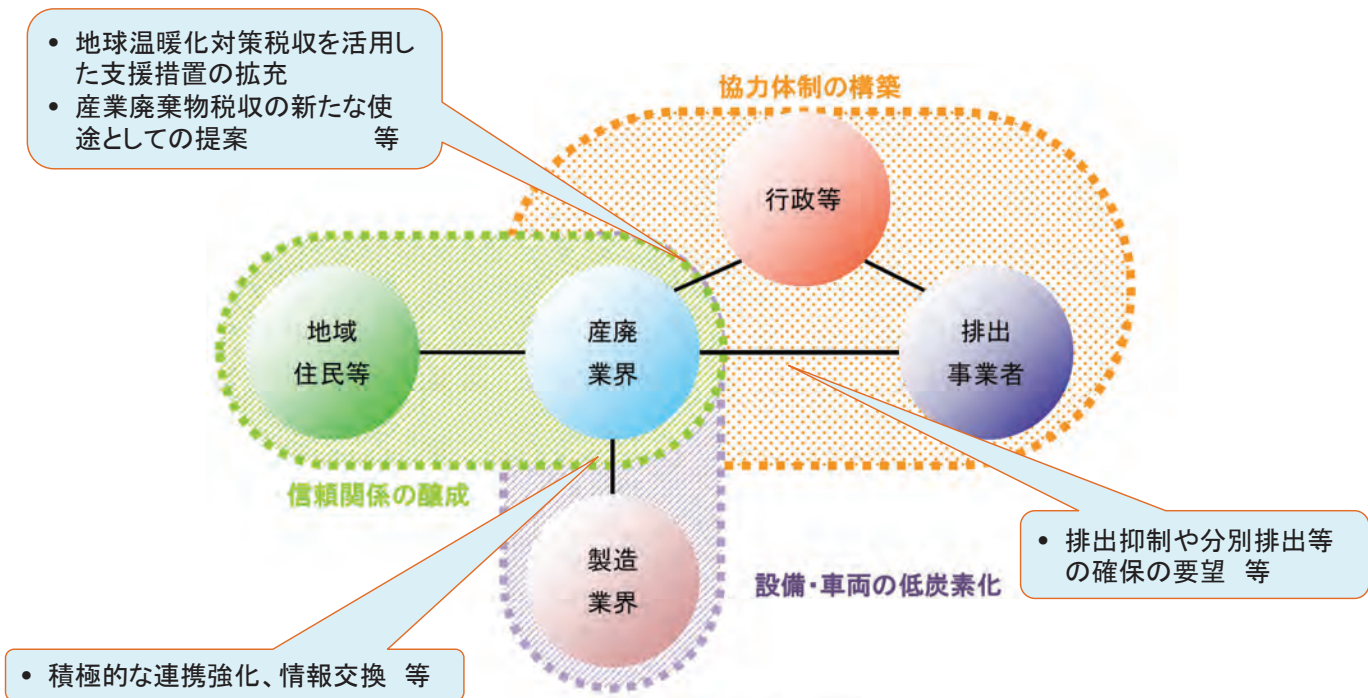 • 地球温暖化対策税収を活用し
た支援措置の拡充
• 産業廃棄物税収の新たな使
途としての提案 等
協力体制の構築
行政等
地域
住民等
産廃
業界
排出
事業者
信頼関係の醸成
製造
業界
設備・車両の低炭素化
• 排出抑制や分別排出等
の確保の要望 等
• 積極的な連携強化、情報交換 等